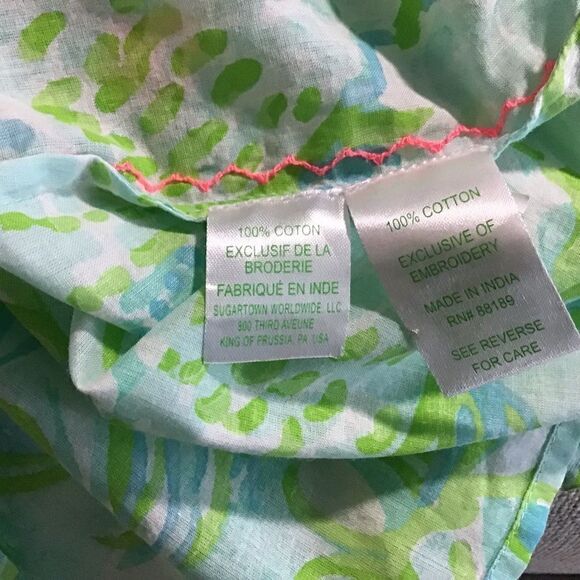 100% COTON
EXCLUSIF DE LA
BRODERIE
FABRIQUÉ EN INDE
SUGARTOWN WORLDWIDE, LLC
800 THIRD AVEUNE
KING OF PRUSSIA, PA USA
100% COTTON
EXCLUSIVE OF
EMBROIDERY
MADE IN INDIA
RN# 88189
SEE REVERSE
FOR CARE